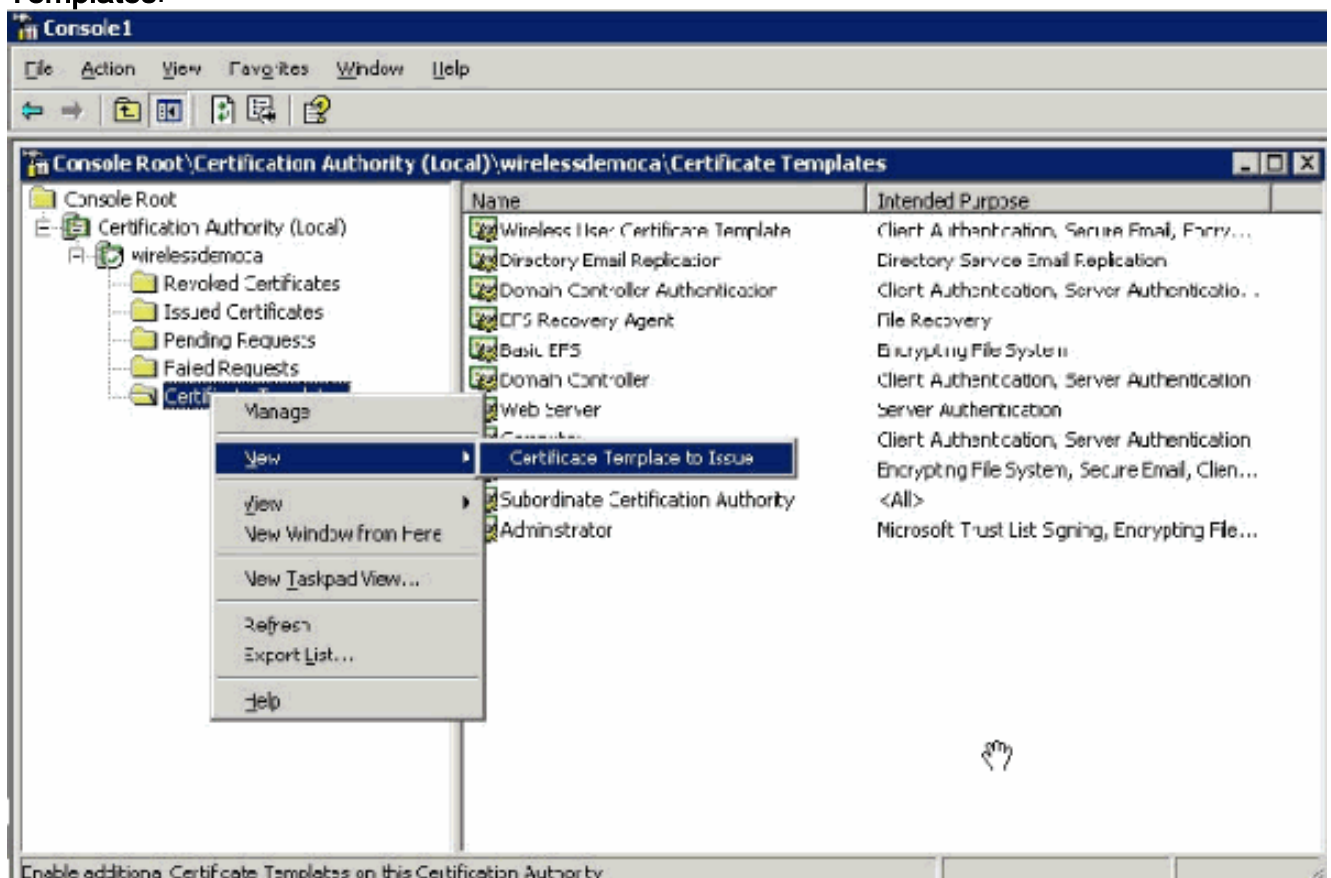 Templates.
Console1
File Action View Favorites Window Help
Console Root\Certification Authority (Local)\wirelessdemoca\Certificate Templates
Console Root
Certification Authority (Local)
wirelessdemoca
Revoked Certificates
Issued Certificates
Pending Requests
Failed Requests
Manage
New
Certificate Template to Issue
View
New Window from Here
New Taskpad View...
Refresh
Export List...
Help
Name Intended Purpose
Wireless User Certificate Template Client Authentication, Secure Email, Encry...
Directory Email Replication Directory Service Email Replication
Domain Controller Authentication Client Authentication, Server Authenticatio...
EFS Recovery Agent File Recovery
Basic EFS Encrypting File System
Domain Controller Client Authentication, Server Authentication
Web Server Server Authentication
Client Authentication, Server Authentication
Encrypting File System, Secure Email, Clien...
Subordinate Certification Authority <All>
Administrator Microsoft Trust List Signing, Encrypting File...
Enable additional Certificate Templates on this Certification Authority